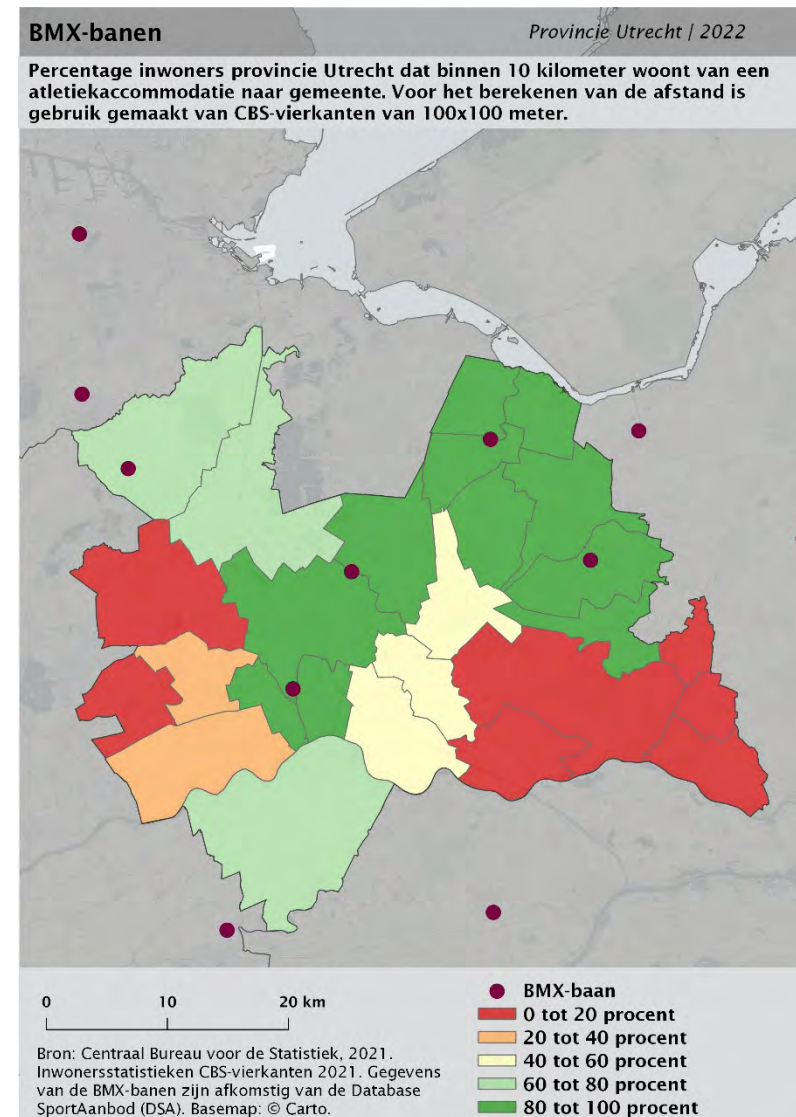 BMX-banen
Provincie Utrecht | 2022
Percentage inwoners provincie Utrecht dat binnen 10 kilometer woont van een
atletiekaccommodatie naar gemeente. Voor het berekenen van de afstand is
gebruik gemaakt van CBS-vierkanten van 100x100 meter.
0 10 20 km
Bron: Centraal Bureau voor de Statistiek, 2021.
Inwonersstatistieken CBS-vierkanten 2021. Gegevens
van de BMX-banen zijn afkomstig van de Database
SportAanbod (DSA). Basemap: © Carto.
BMX-baan
0 tot 20 procent
20 tot 40 procent
40 tot 60 procent
60 tot 80 procent
80 tot 100 procent